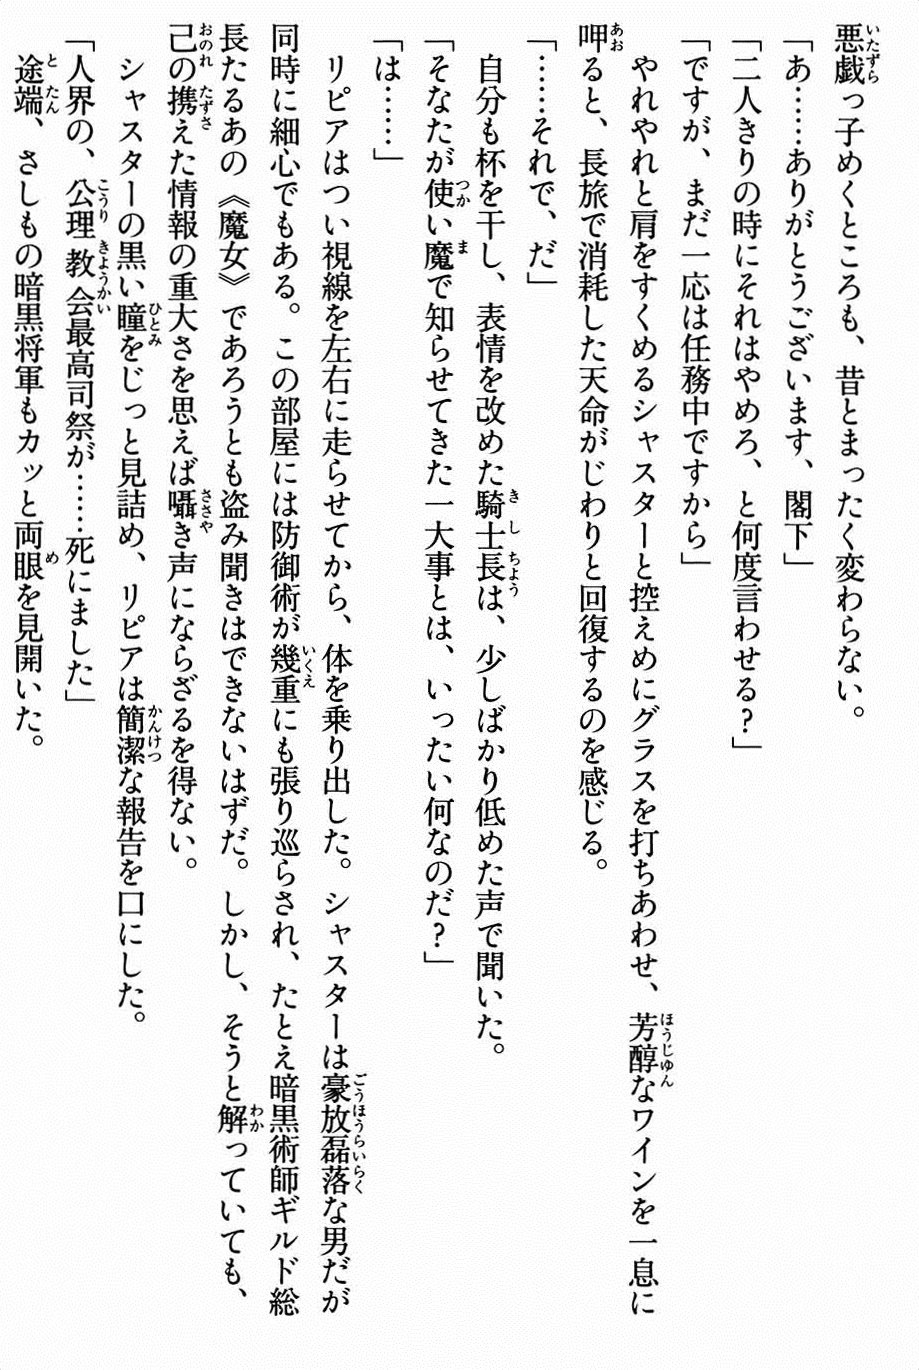 悪戯っ子めくところも、昔とまったく変わらない。
「あ……ありがとうございます、閣下」
「二人きりの時にそれはやめろ、と何度言わせる?」
「ですが、まだ一応は任務中ですから」
やれやれと肩をすくめるシャスターと控えめにグラスを打ちあわせ、芳醇なワインを一息に
呷ると、長旅で消耗した天命がじわりと回復するのを感じる。
「……それで、だ」
自分も杯を干し、表情を改めた騎士長は、少しばかり低めた声で聞いた。
「そなたが使い魔で知らせてきた一大事とは、いったい何なのだ?」
「は……」
リピアはつい視線を左右に走らせてから、体を乗り出した。シャスターは豪放磊落な男だが
同時に細心でもある。この部屋には防御術が幾重にも張り巡らされ、たとえ暗黒術師ギルド総
長たるあの《魔女》であろうとも盗み聞きはできないはずだ。しかし、そうと解っていても、
己の携えた情報の重大さを思えば囁き声にならざるを得ない。
シャスターの黒い瞳をじっと見詰め、リピアは簡潔な報告を口にした。
「人界の、公理教会最高司祭が……死にました」
途端、さしもの暗黒将軍もカッと両眼を見開いた。